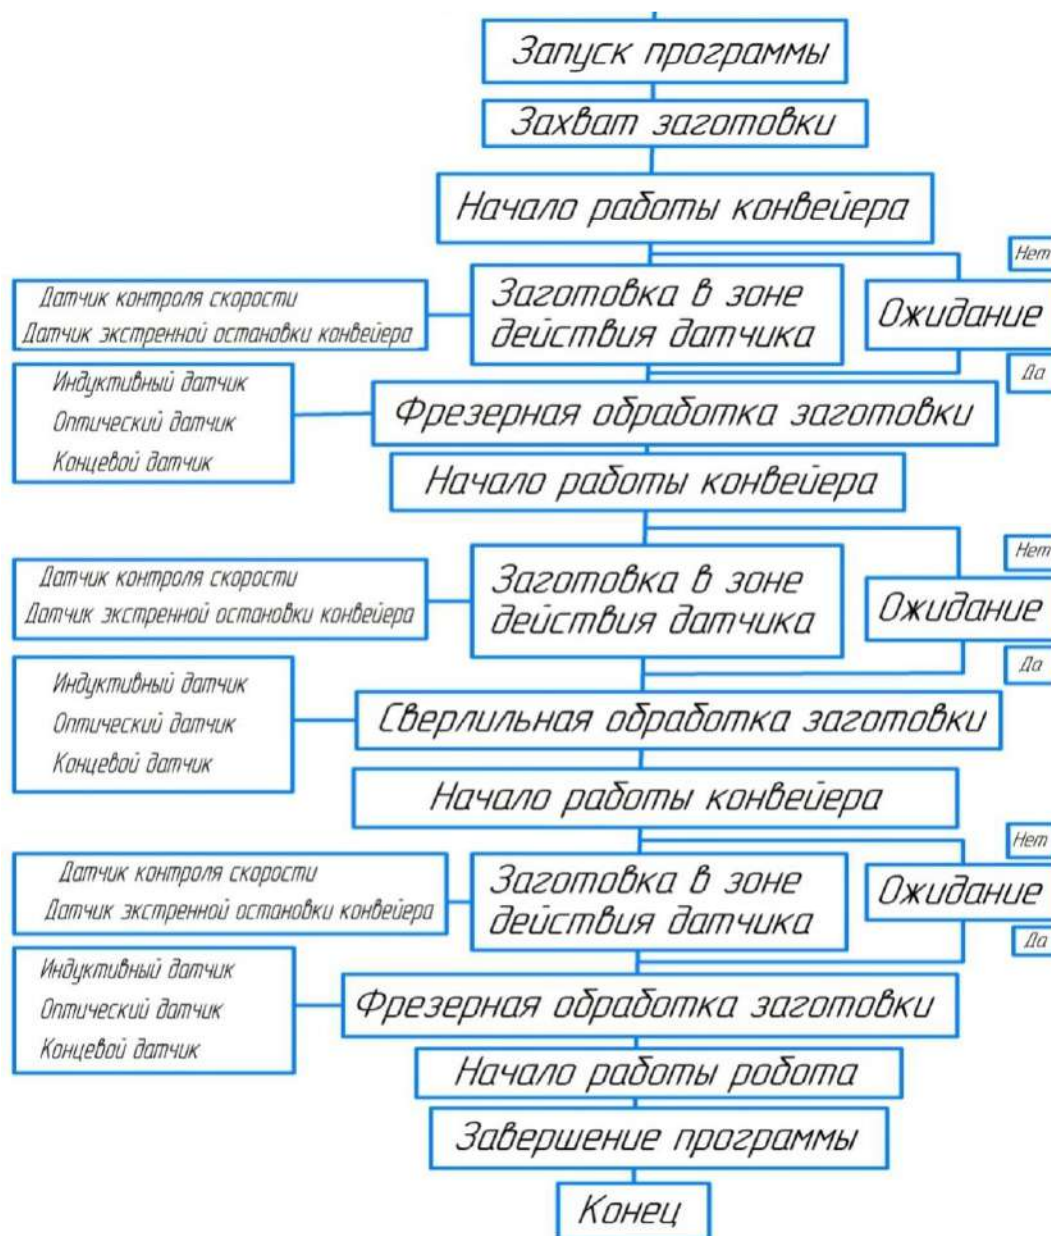 Запуск программы
Захват заготовки
Начало работы конвейера
Нет
Датчик контроля скорости
Датчик экстренной остановки конвейера
Заготовка в зоне
действия датчика
Ожидание
Да
Индуктивный датчик
Оптический датчик
Концевой датчик
Фрезерная обработка заготовки
Начало работы конвейера
Нет
Датчик контроля скорости
Датчик экстренной остановки конвейера
Заготовка в зоне
действия датчика
Ожидание
Да
Индуктивный датчик
Оптический датчик
Концевой датчик
Сверлильная обработка заготовки
Начало работы конвейера
Нет
Датчик контроля скорости
Датчик экстренной остановки конвейера
Заготовка в зоне
действия датчика
Ожидание
Да
Индуктивный датчик
Оптический датчик
Концевой датчик
Фрезерная обработка заготовки
Начало работы робота
Завершение программы
Конец